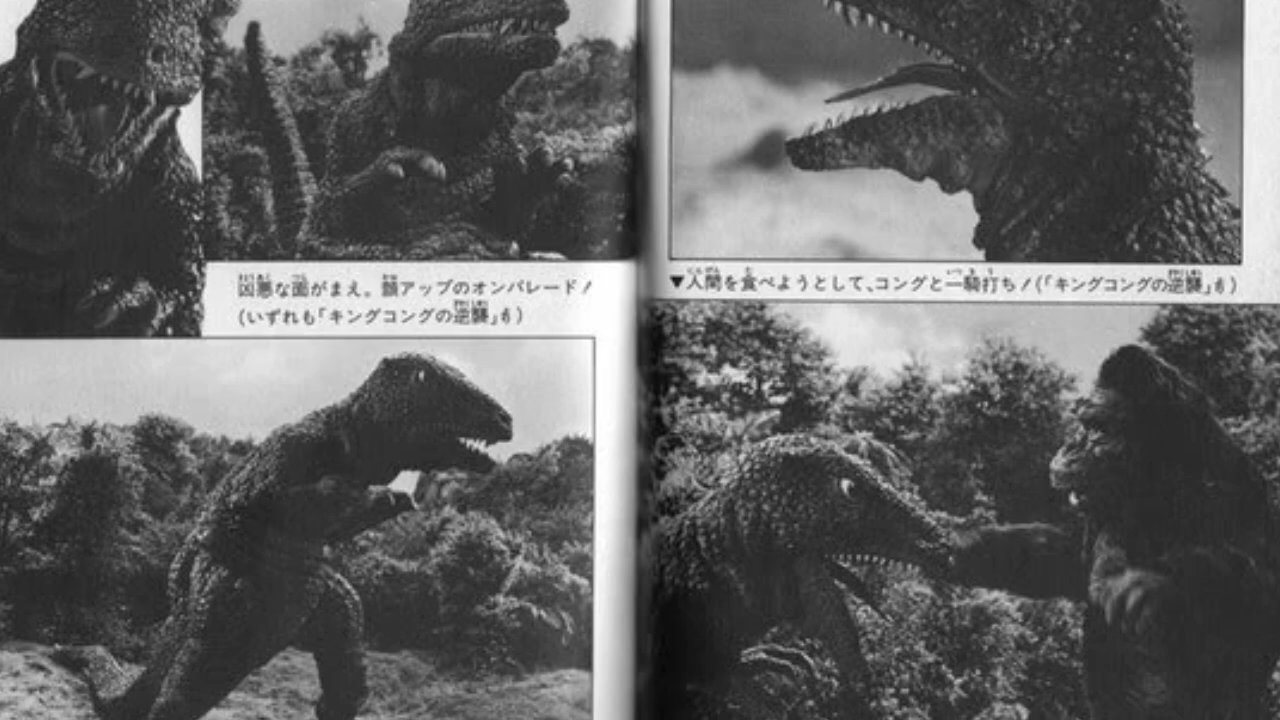 凶悪な面がまえ。顔アップのオンパレード!
(いずれも「キングコングの逆襲」より)
▼人間を食べようとして、コングと一騎打ち!(「キングコングの逆襲」より)